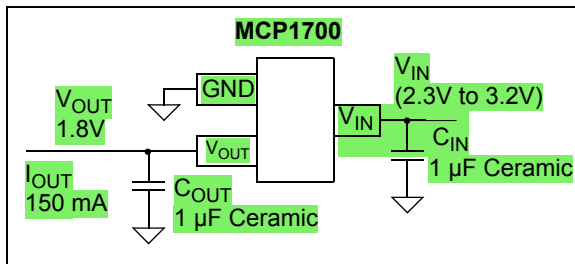 MCP1700
GND
VIN
(2.3V to 3.2V)
VOUT
1.8V
VIN
VOUT
CIN
1 µF Ceramic
IOUT
150 mA
COUT
1 µF Ceramic